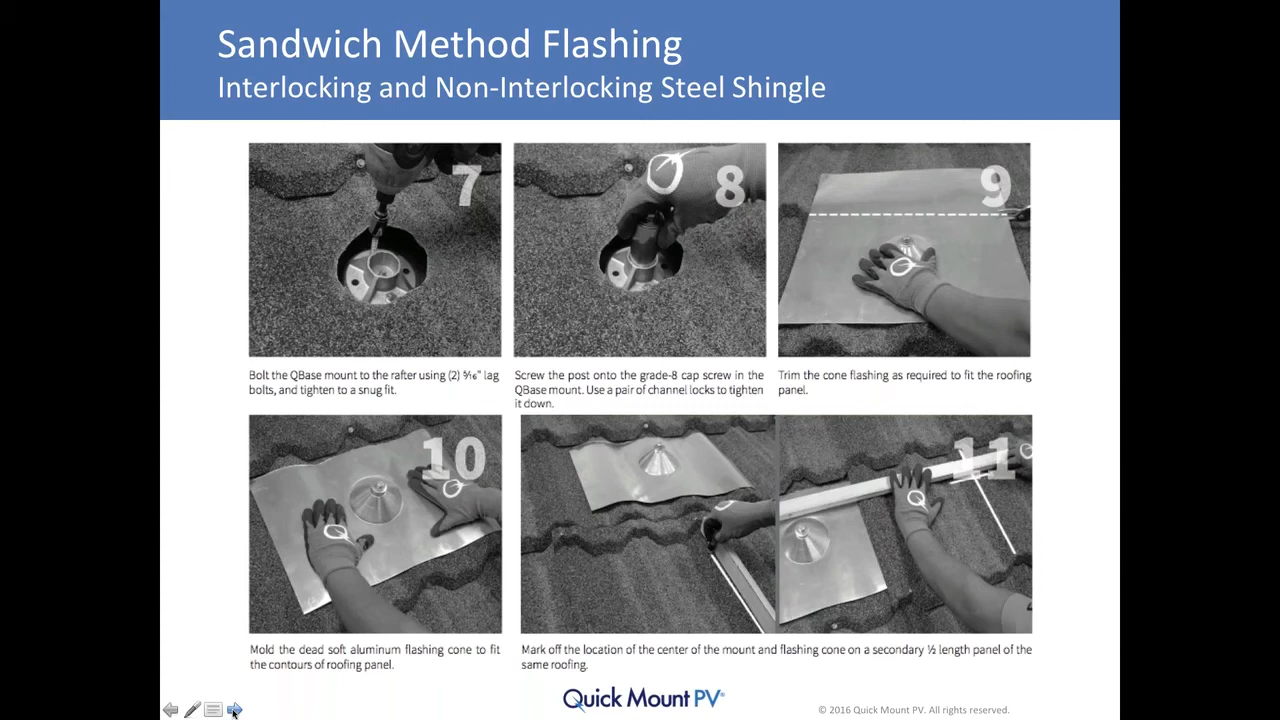 Sandwich Method Flashing
Interlocking and Non-Interlocking Steel Shingle
7
8
9
Bolt the QBase mount to the rafter using (2) 5⁄16" lag
bolts, and tighten to a snug fit.
Screw the post onto the grade-8 cap screw in the
QBase mount. Use a pair of channel locks to tighten
it down.
Trim the cone flashing as required to fit the roofing
panel.
10
11
Mold the dead soft aluminum flashing cone to fit
the contours of roofing panel.
Mark off the location of the center of the mount and flashing cone on a secondary ½ length panel of the
same roofing.
Quick Mount PV®
© 2016 Quick Mount PV. All rights reserved.